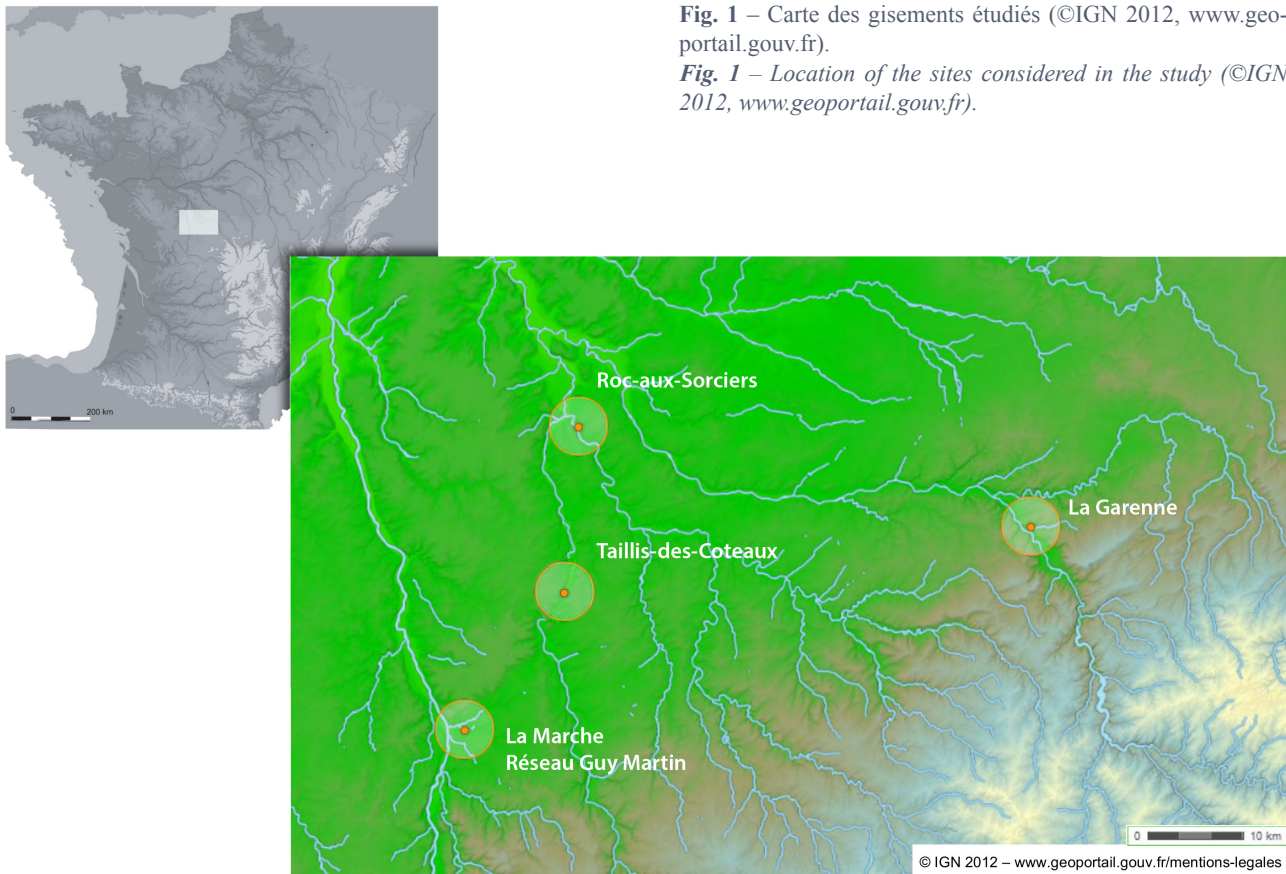 Fig. 1 – Carte des gisements étudiés (©IGN 2012, www.geo-
portail.gouv.fr).
Fig. 1 – Location of the sites considered in the study (©IGN
2012, www.geoportail.gouv.fr).
0 200 km
Roc-aux-Sorciers
La Garenne
Taillis-des-Coteaux
La Marche
Réseau Guy Martin
0 10 km
© IGN 2012 – www.geoportail.gouv.fr/mentions-legales